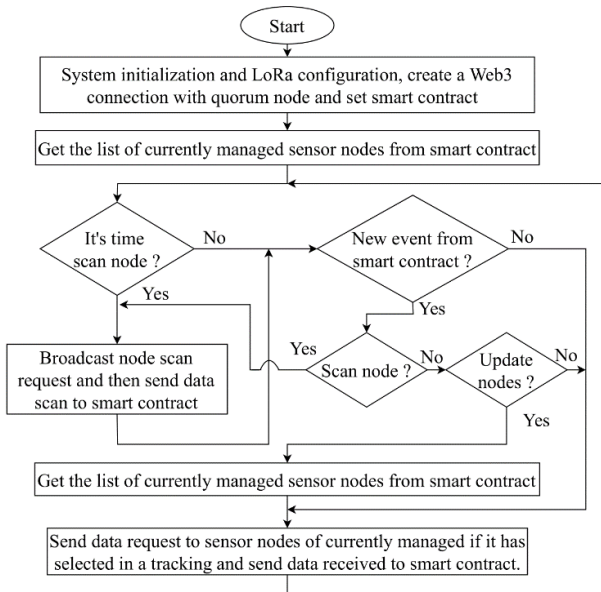 Start
System initialization and LoRa configuration, create a Web3
connection with quorum node and set smart contract
Get the list of currently managed sensor nodes from smart contract
It's time
scan node ?
No
New event from
smart contract ?
No
Yes
Yes
Broadcast node scan
request and then send data
scan to smart contract
Yes
Scan node ?
No
Update
nodes ?
No
Yes
Get the list of currently managed sensor nodes from smart contract
Send data request to sensor nodes of currently managed if it has
selected in a tracking and send data received to smart contract.